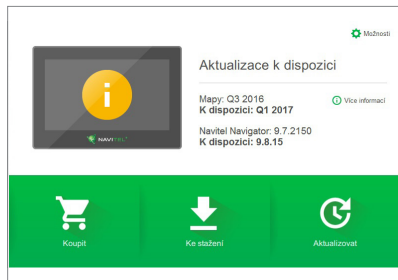 Možnosti
Aktualizace k dispozici
Mapy: Q3 2016
Více informací
K dispozici: Q1 2017
Navitel Navigator: 9.7.2150
K dispozici: 9.8.15
NAVITEL
Koupit
Ke stažení
Aktualizovat